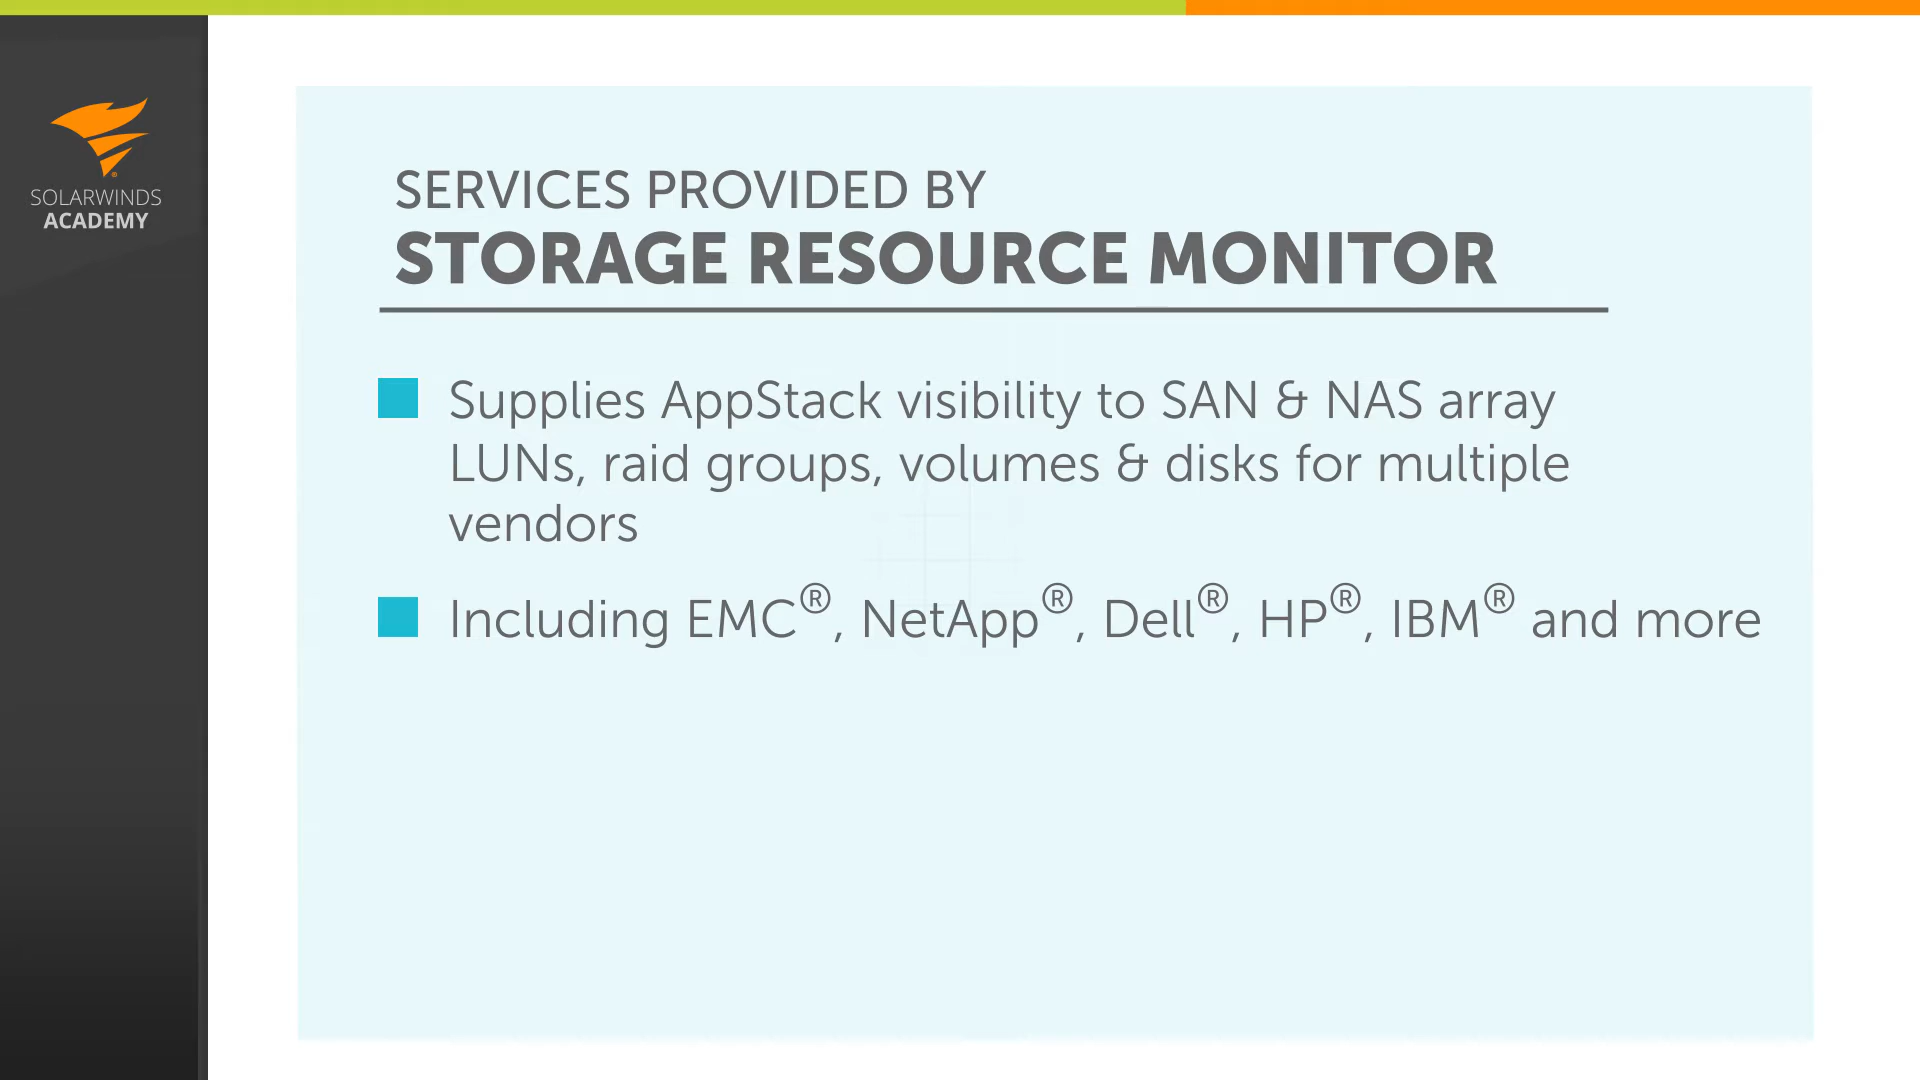 SOLARWINDS
ACADEMY
SERVICES PROVIDED BY
STORAGE RESOURCE MONITOR
Supplies AppStack visibility to SAN & NAS array
LUNs, raid groups, volumes & disks for multiple
vendors
Including EMC®, NetApp®, Dell®, HP®, IBM® and more